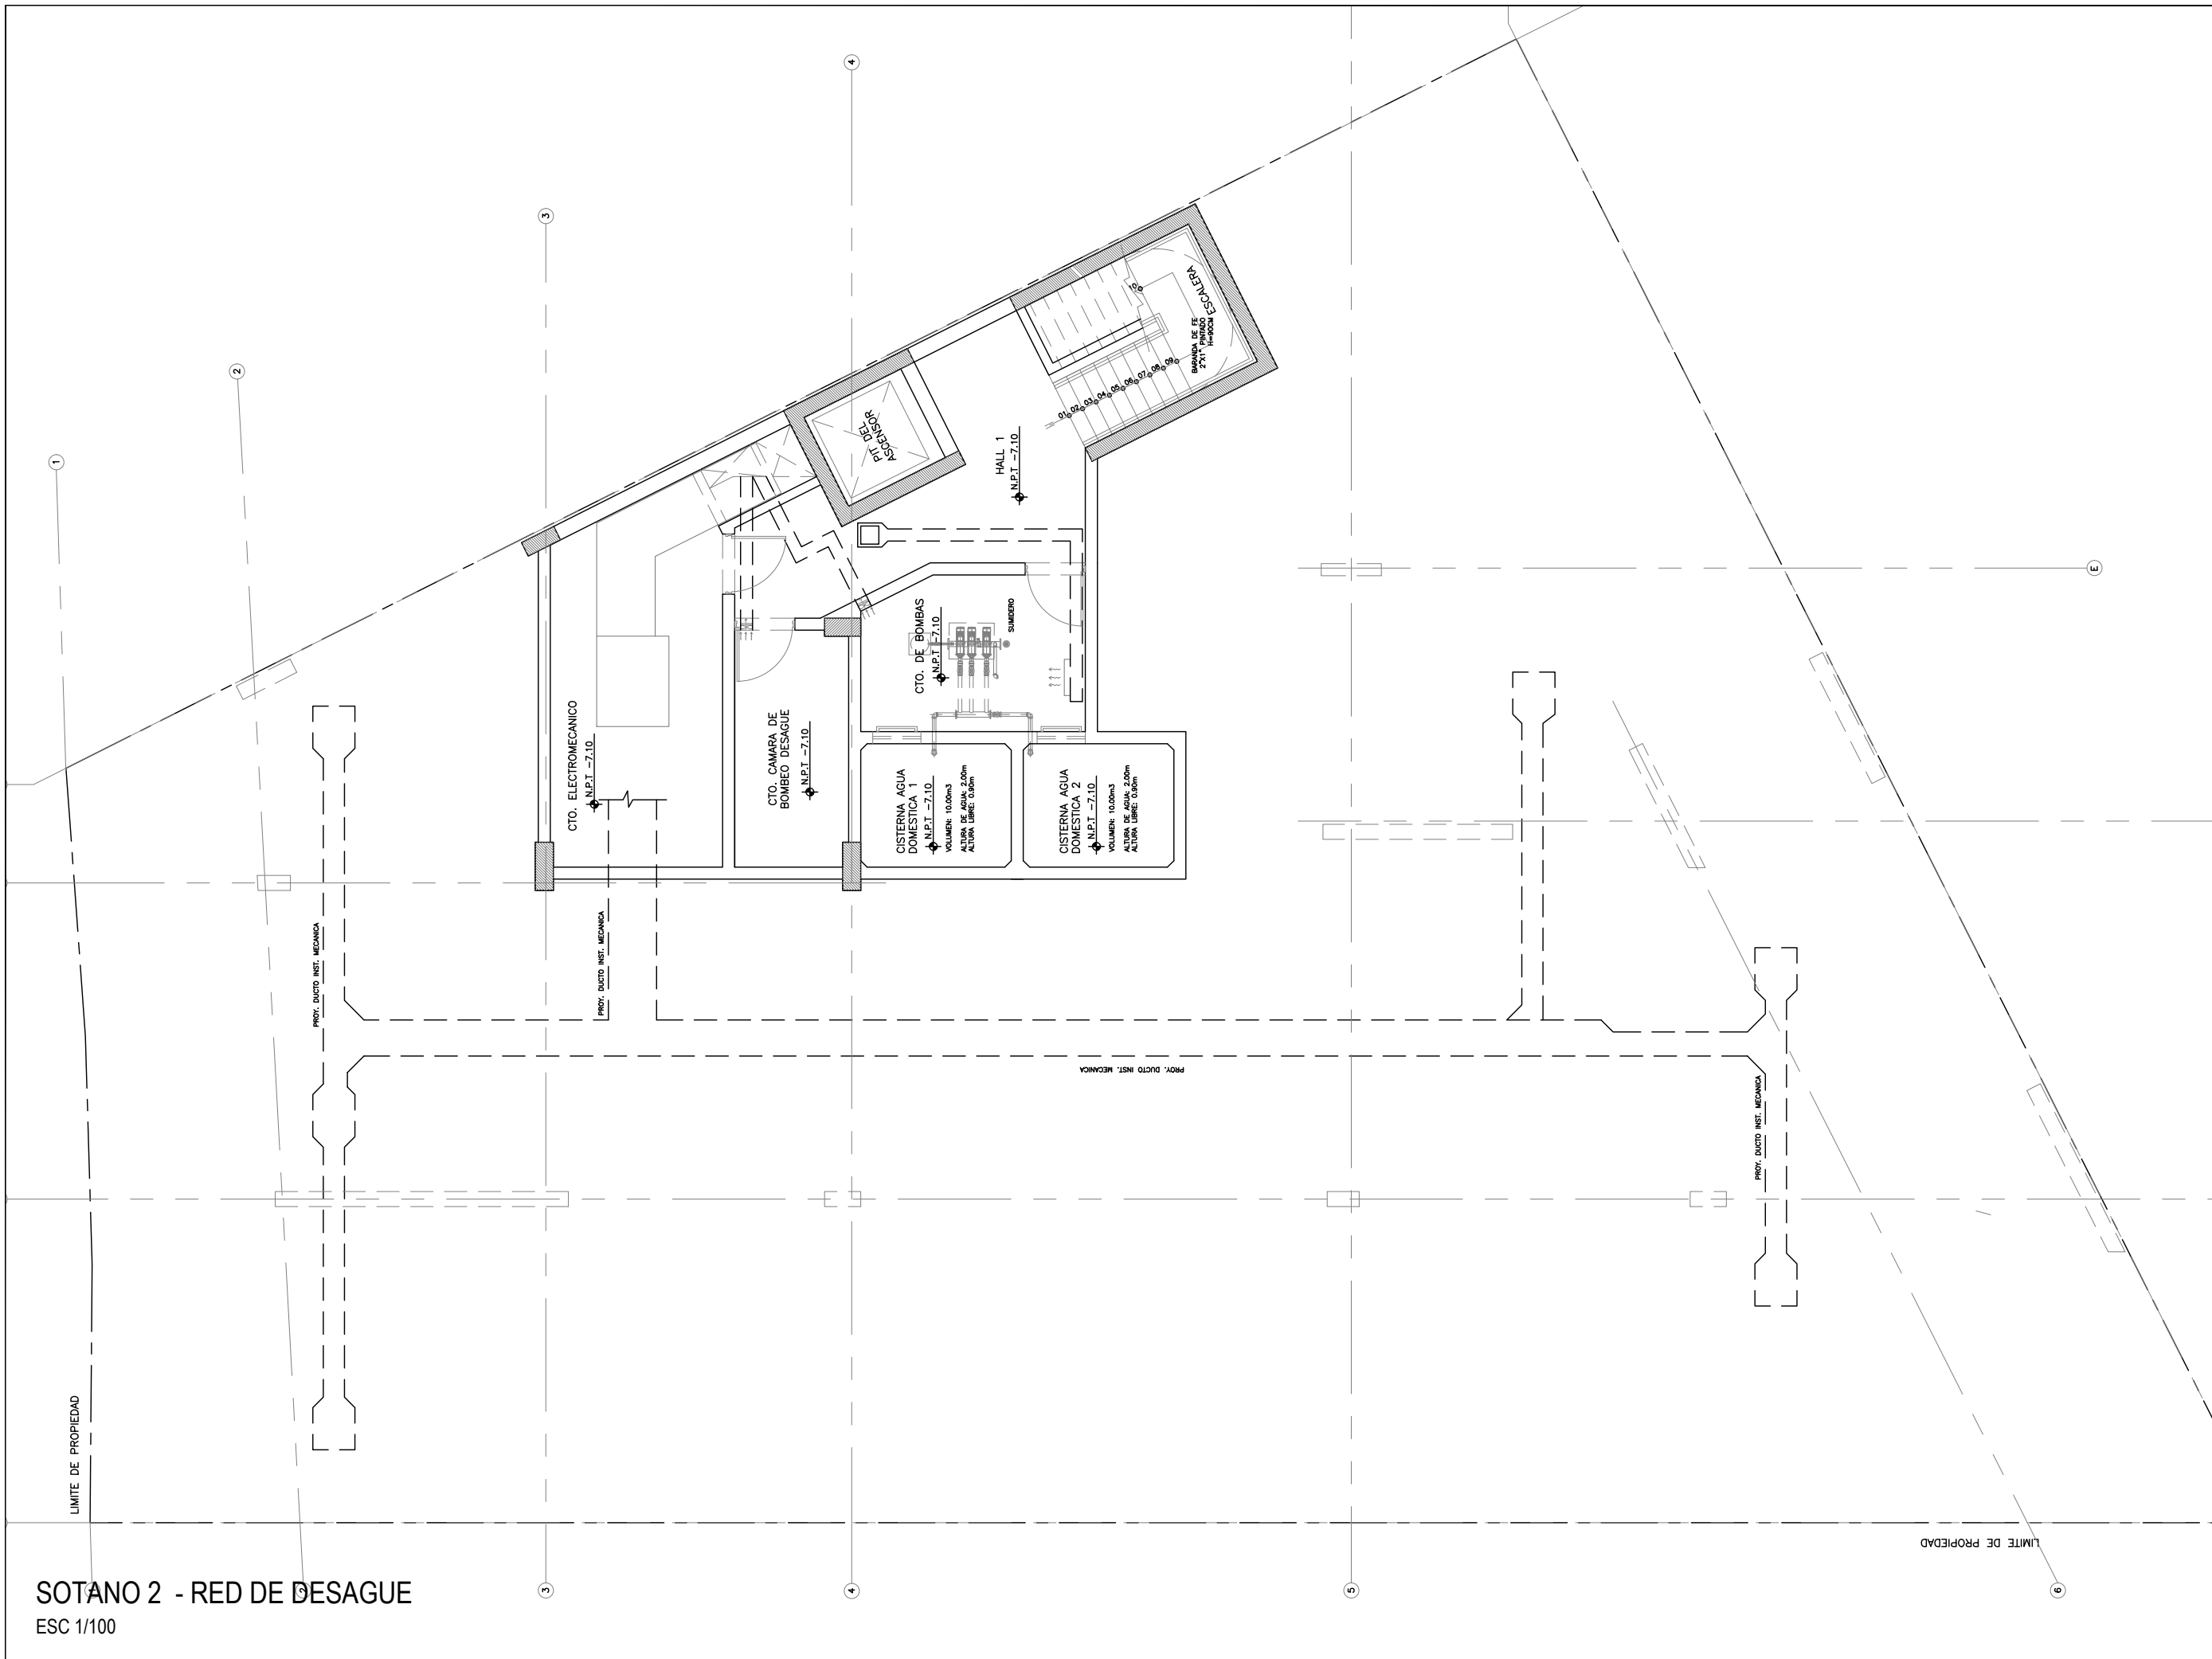 1
2
3
4
ESCALERA
BARANDA DE FE
2"X1" PINTADO
H=90CM
10
01
02
03
04
05
06
07
08
09
PIT DEL
ASCENSOR
HALL 1
N.P.T -7.10
E
CTO. ELECTROMECANICO
N.P.T -7.10
CTO. CAMARA DE
BOMBEO DESAGUE
N.P.T -7.10
CTO. DE BOMBAS
N.P.T -7.10
SUMIDERO
CISTERNA AGUA
DOMESTICA 1
N.P.T -7.10
VOLUMEN: 10.00m3
ALTURA DE AGUA: 2.00m
ALTURA LIBRE: 0.90m
CISTERNA AGUA
DOMESTICA 2
N.P.T -7.10
VOLUMEN: 10.00m3
ALTURA DE AGUA: 2.00m
ALTURA LIBRE: 0.90m
PROY. DUCTO INST. MECANICA
PROY. DUCTO INST. MECANICA
PROY. DUCTO INST. MECANICA
PROY. DUCTO INST. MECANICA
LIMITE DE PROPIEDAD
LIMITE DE PROPIEDAD
1
2
3
4
5
6
SOTANO 2 - RED DE DESAGUE
ESC 1/100